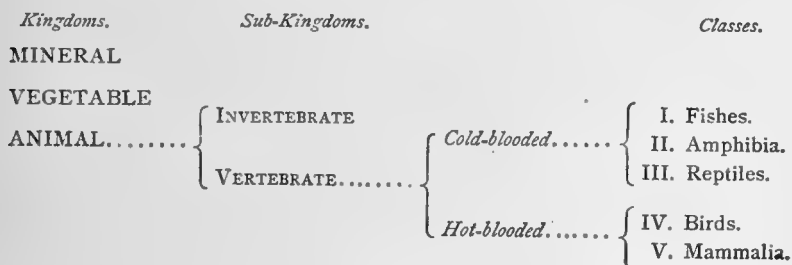 Kingdoms. Sub-Kingdoms. Classes.
MINERAL
VEGETABLE
ANIMAL........
INVERTEBRATE
VERTEBRATE........
Cold-blooded......
I. Fishes.
II. Amphibia.
III. Reptiles.
Hot-blooded.......
IV. Birds.
V. Mammalia.